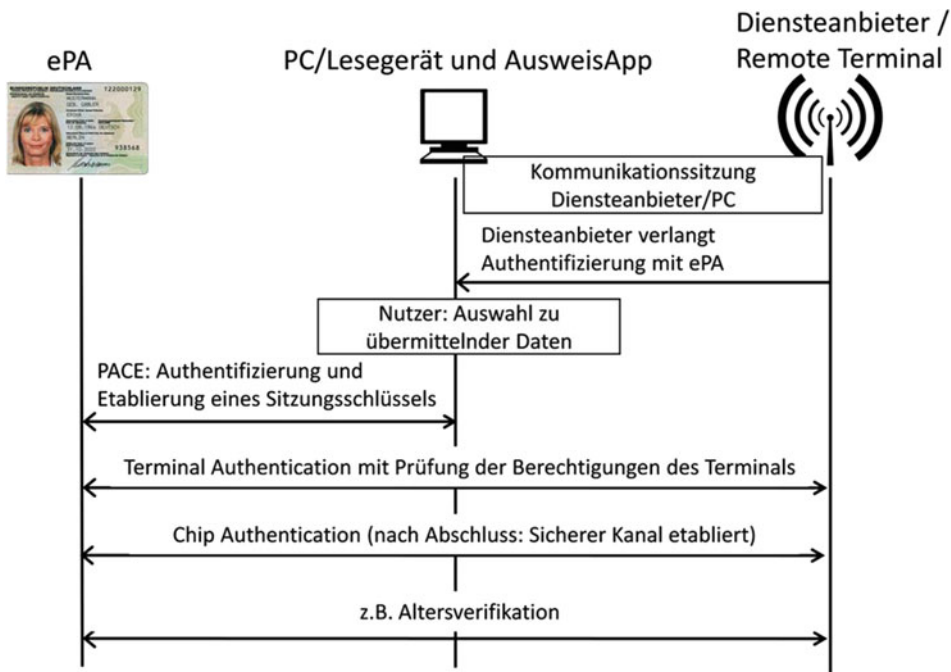 Diensteanbieter /
Remote Terminal
ePA
PC/Lesegerät und AusweisApp
122000129
938568
Kommunikationssitzung
Diensteanbieter/PC
Diensteanbieter verlangt
Authentifizierung mit ePA
Nutzer: Auswahl zu
übermittelnder Daten
PACE: Authentifizierung und
Etablierung eines Sitzungsschlüssels
Terminal Authentication mit Prüfung der Berechtigungen des Terminals
Chip Authentication (nach Abschluss: Sicherer Kanal etabliert)
z.B. Altersverifikation